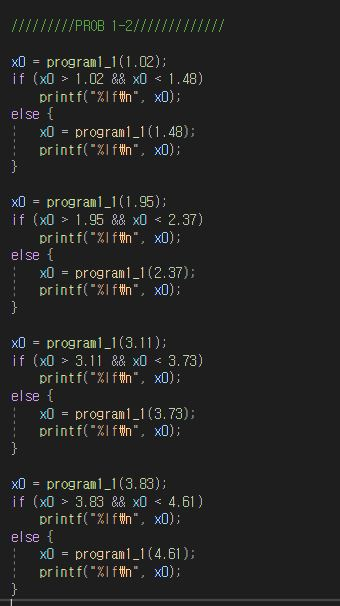 /////////PROB 1-2/////////////
x0 = program1_1(1.02);
if (x0 > 1.02 && x0 < 1.48)
printf("%lf₩n", x0);
else {
x0 = program1_1(1.48);
printf("%lf₩n", x0);
}
x0 = program1_1(1.95);
if (x0 > 1.95 && x0 < 2.37)
printf("%lf₩n", x0);
else {
x0 = program1_1(2.37);
printf("%lf₩n", x0);
}
x0 = program1_1(3.11);
if (x0 > 3.11 && x0 < 3.73)
printf("%lf₩n", x0);
else {
x0 = program1_1(3.73);
printf("%lf₩n", x0);
}
x0 = program1_1(3.83);
if (x0 > 3.83 && x0 < 4.61)
printf("%lf₩n", x0);
else {
x0 = program1_1(4.61);
printf("%lf₩n", x0);
}